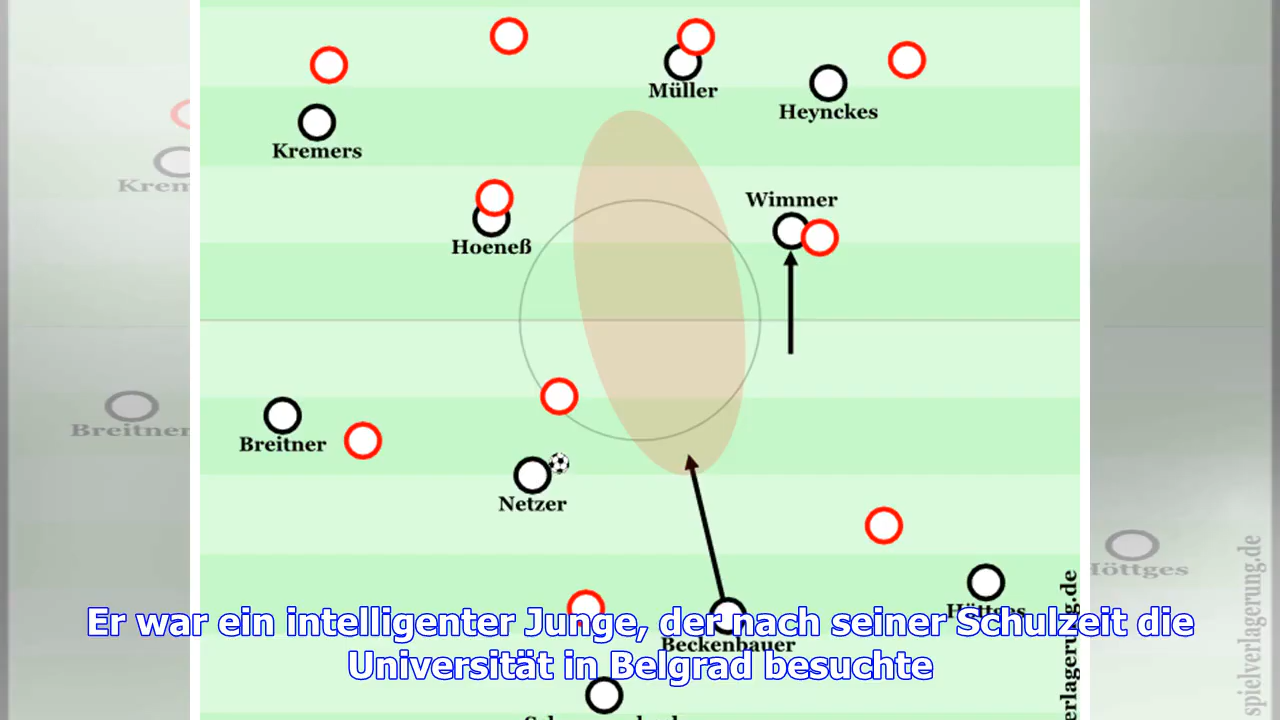 Müller
Heynckes
Kremers
Wimmer
Hoeneß
Breitner
Breitner
Netzer
Höttges
Höttges
Er war ein intelligenter Junge, der nach seiner Schulzeit die
Beckenbauer
Universität in Belgrad besuchte
spielverlagerung.de